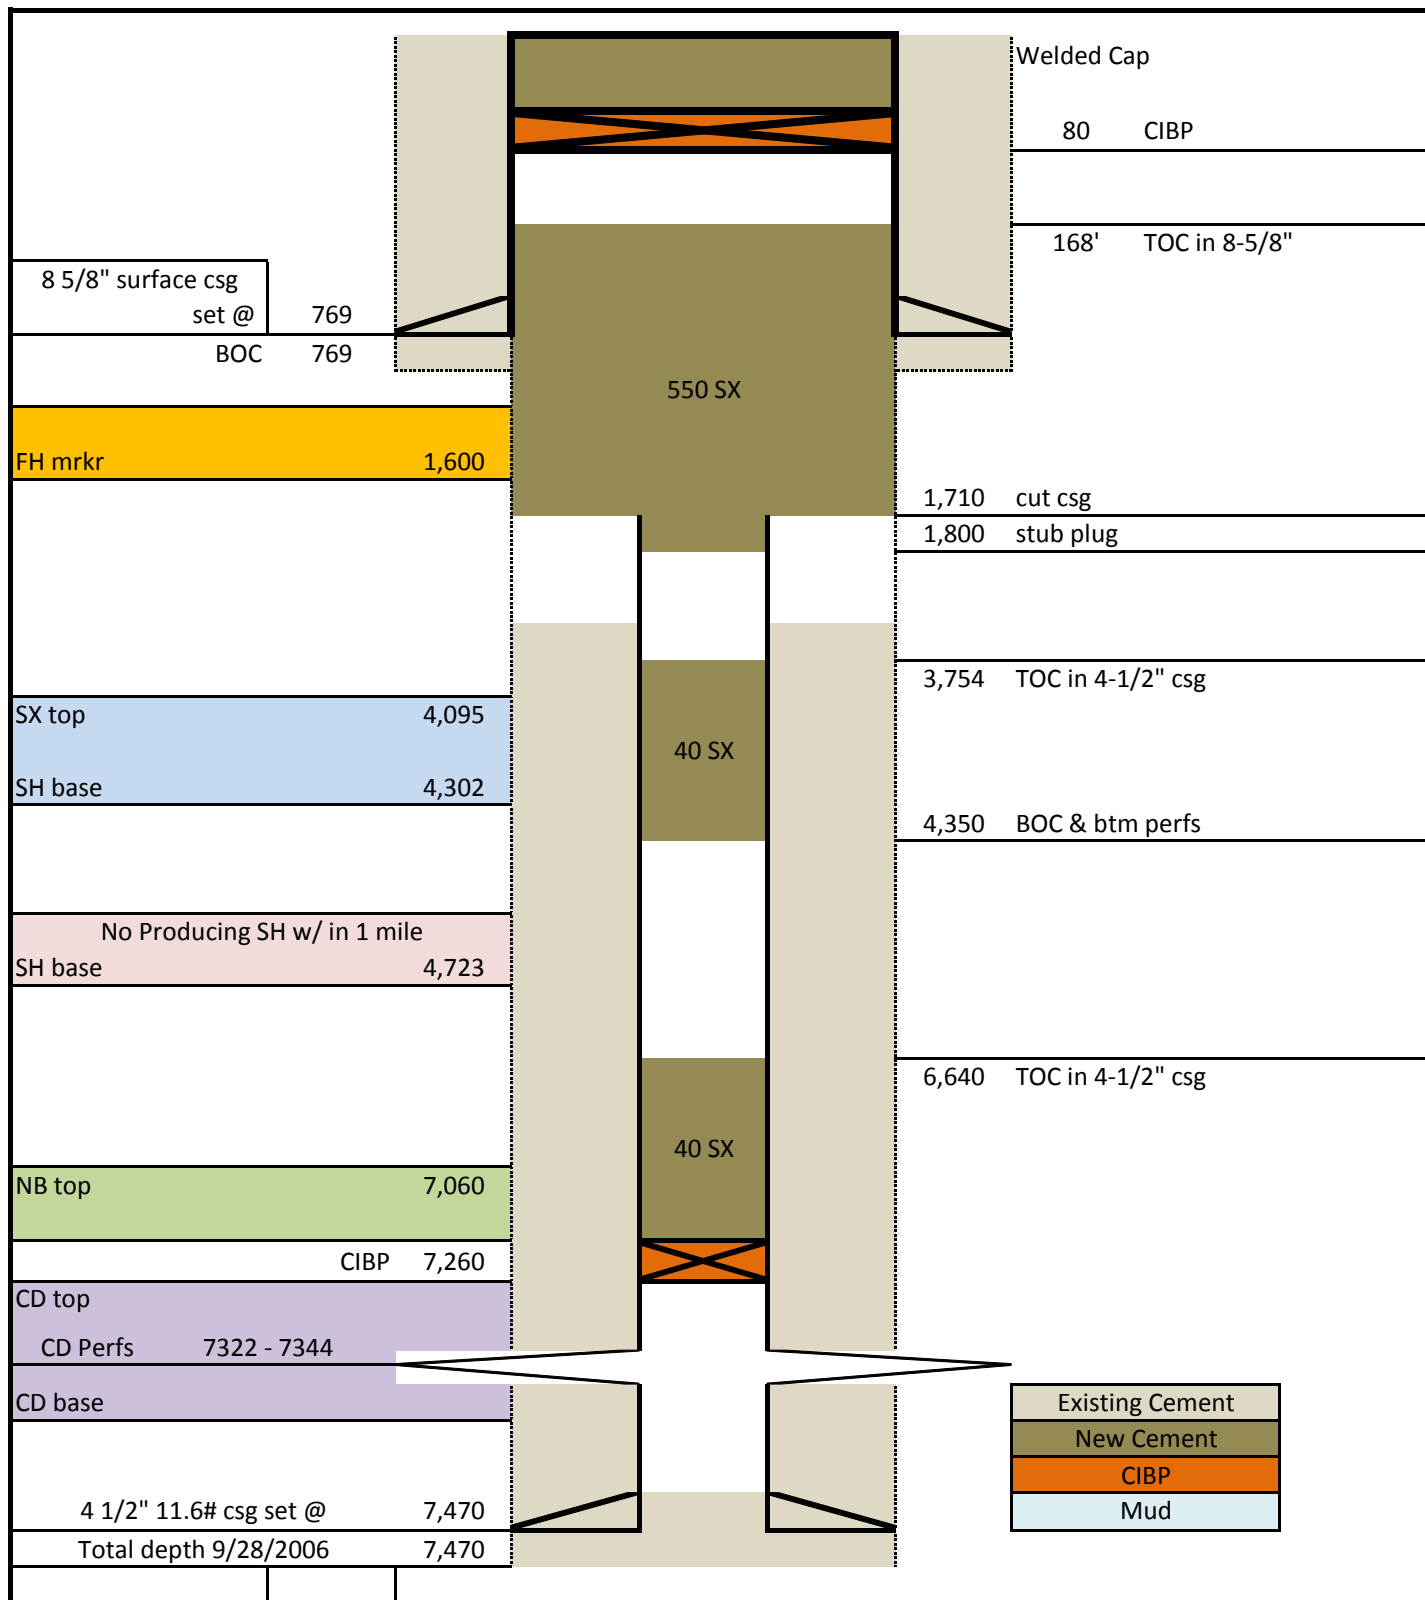 Welded Cap
80 CIBP
168' TOC in 8-5/8"
8 5/8" surface csg
set @ 769
BOC 769
550 SX
FH mrkr 1,600
1,710 cut csg
1,800 stub plug
3,754 TOC in 4-1/2" csg
SX top 4,095
40 SX
SH base 4,302
4,350 BOC & btm perfs
No Producing SH w/ in 1 mile
SH base 4,723
6,640 TOC in 4-1/2" csg
40 SX
NB top 7,060
CIBP 7,260
CD top
CD Perfs 7322 - 7344
CD base
Existing Cement
New Cement
CIBP
Mud
4 1/2" 11.6# csg set @ 7,470
Total depth 9/28/2006 7,470